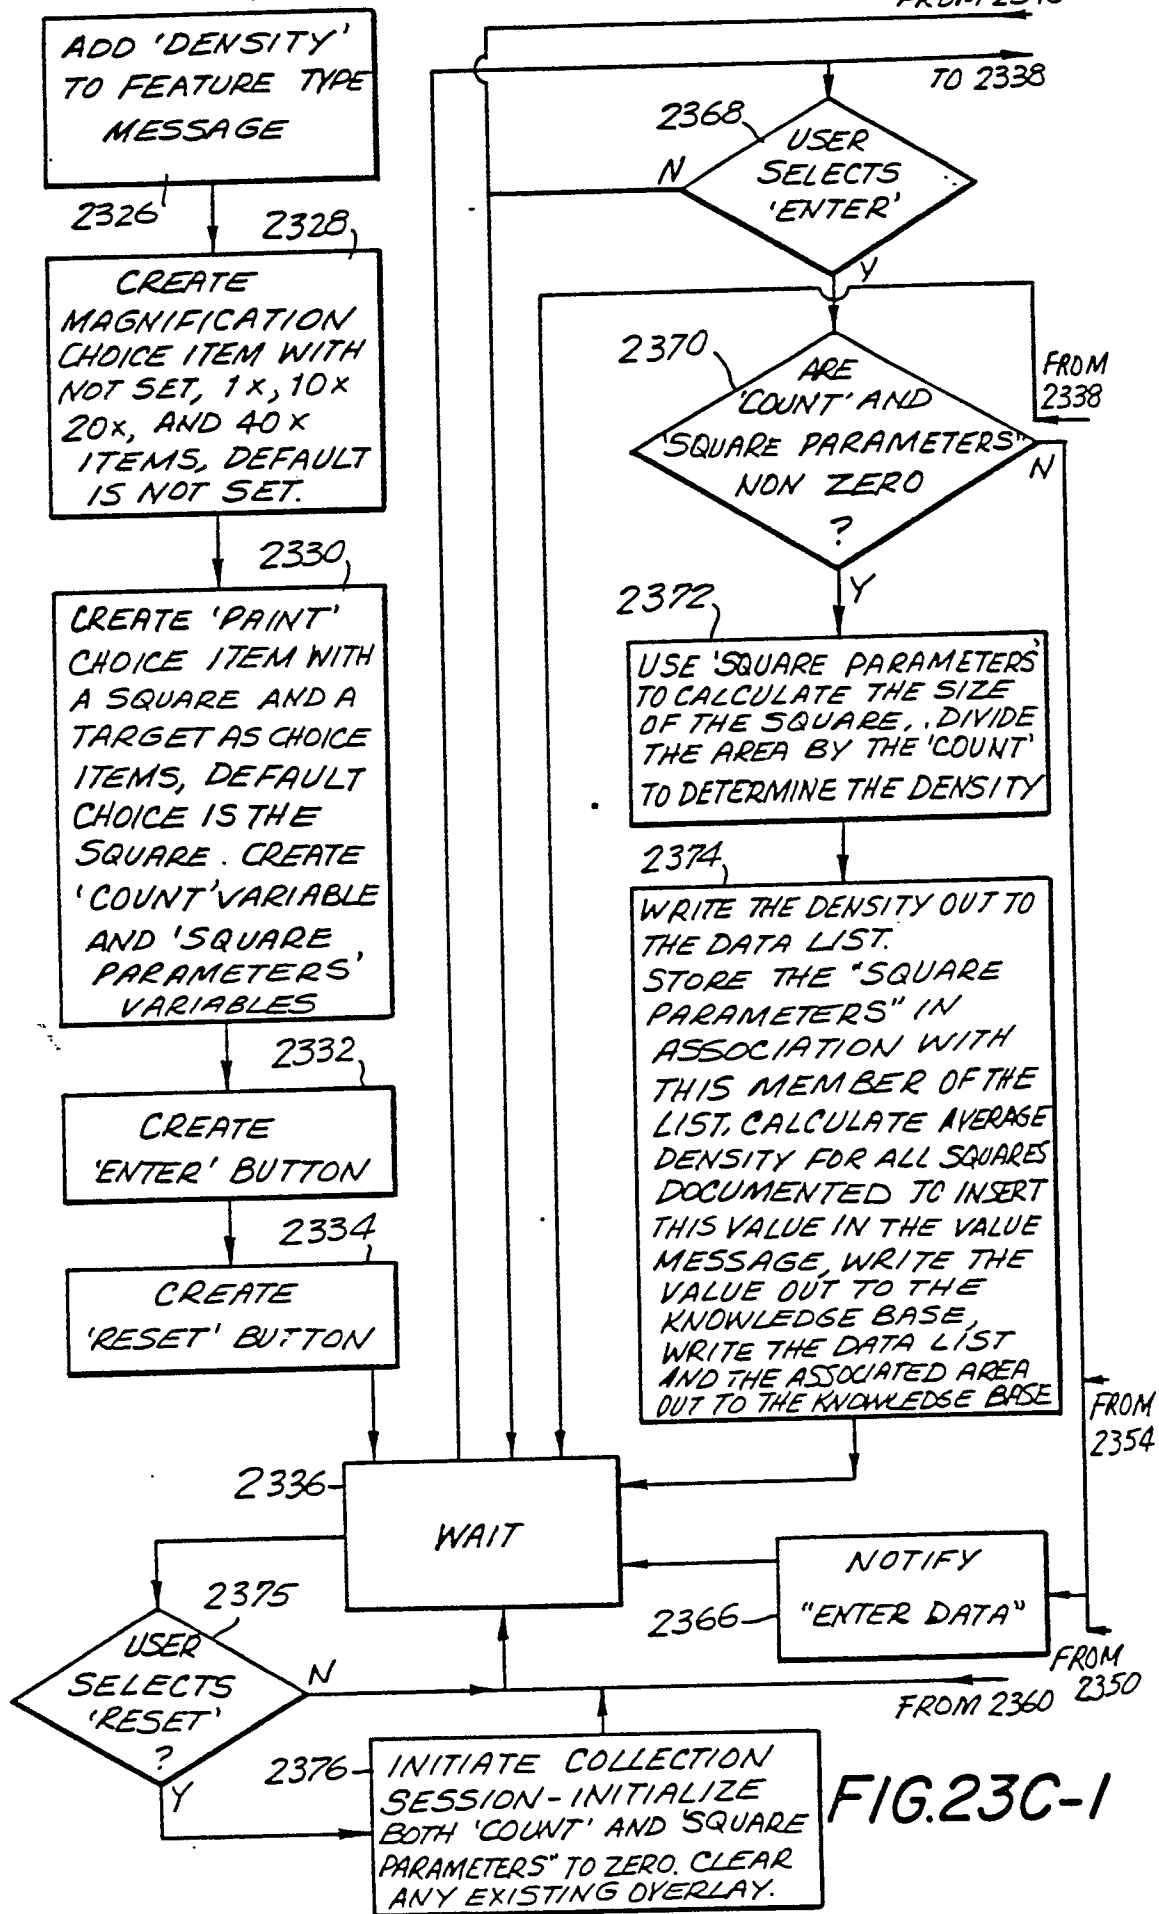 ADD 'DENSITY'
TO FEATURE TYPE
MESSAGE
2326
2328
CREATE
MAGNIFICATION
CHOICE ITEM WITH
NOT SET, 1x, 10x
20x, AND 40x
ITEMS, DEFAULT
IS NOT SET.
2330
CREATE 'PAINT'
CHOICE ITEM WITH
A SQUARE AND A
TARGET AS CHOICE
ITEMS, DEFAULT
CHOICE IS THE
SQUARE. CREATE
'COUNT' VARIABLE
AND 'SQUARE
PARAMETERS'
VARIABLES
2332
CREATE
'ENTER' BUTTON
2334
CREATE
'RESET' BUTTON
2336
WAIT
2375
USER
SELECTS
'RESET'
?
N
Y
2376
INITIATE COLLECTION
SESSION-INITIALIZE
BOTH 'COUNT' AND 'SQUARE
PARAMETERS" TO ZERO. CLEAR
ANY EXISTING OVERLAY.
TO 2338
2368
USER
SELECTS
'ENTER'
N
Y
2370
ARE
'COUNT' AND
'SQUARE PARAMETERS"
NON ZERO
?
N
Y
FROM
2338
2372
USE 'SQUARE PARAMETERS'
TO CALCULATE THE SIZE
OF THE SQUARE, . DIVIDE
THE AREA BY THE 'COUNT'
TO DETERMINE THE DENSITY
2374
WRITE THE DENSITY OUT TO
THE DATA LIST.
STORE THE "SQUARE
PARAMETERS" IN
ASSOCIATION WITH
THIS MEMBER OF THE
LIST. CALCULATE AVERAGE
DENSITY FOR ALL SQUARES
DOCUMENTED TO INSERT
THIS VALUE IN THE VALUE
MESSAGE, WRITE THE
VALUE OUT TO THE
KNOWLEDGE BASE,
WRITE THE DATA LIST
AND THE ASSOCIATED AREA
OUT TO THE KNOWLEDGE BASE
FROM
2354
NOTIFY
"ENTER DATA"
2366
FROM
2350
FROM 2360
FIG.23C-1